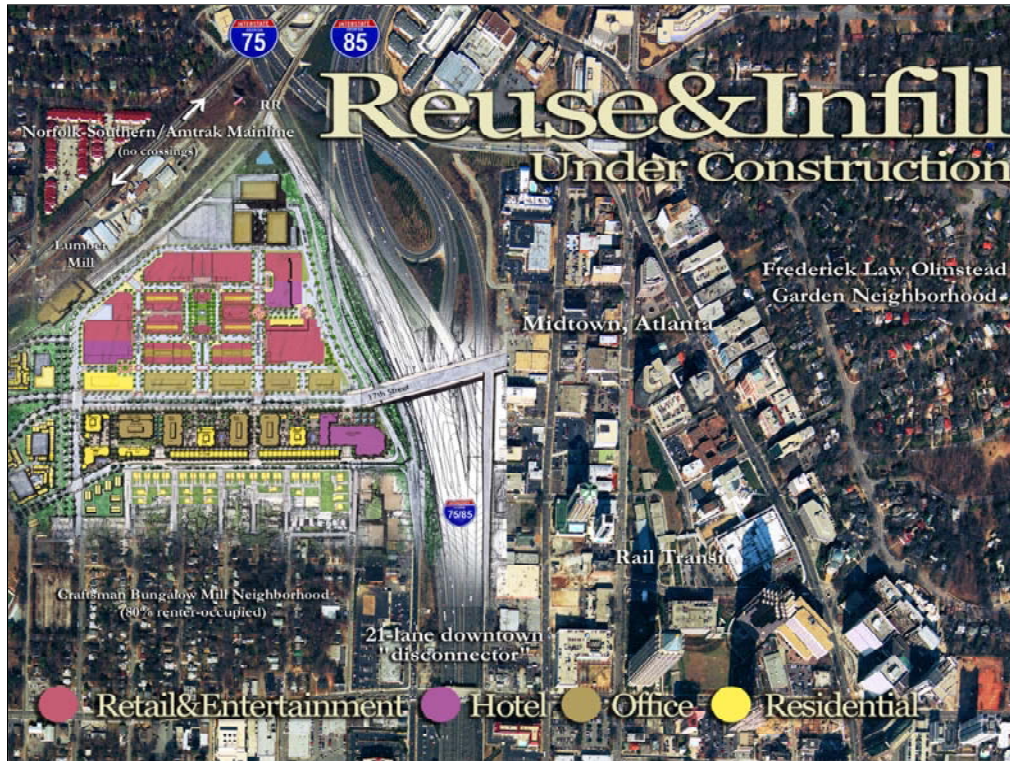 INTERSTATE
75
INTERSTATE
85
Reuse&Infill
Under Construction
RR
Norfolk-Southern/Amtrak Mainline
(no crossings)
Lumber
Mill
Frederick Law Olmstead
Garden Neighborhood
Midtown, Atlanta
17th Street
75/85
Rail Transit
Craftsman Bungalow Mill Neighborhood
(80% renter-occupied)
21-lane downtown
"disconnector"
Retail&Entertainment
Hotel
Office
Residential